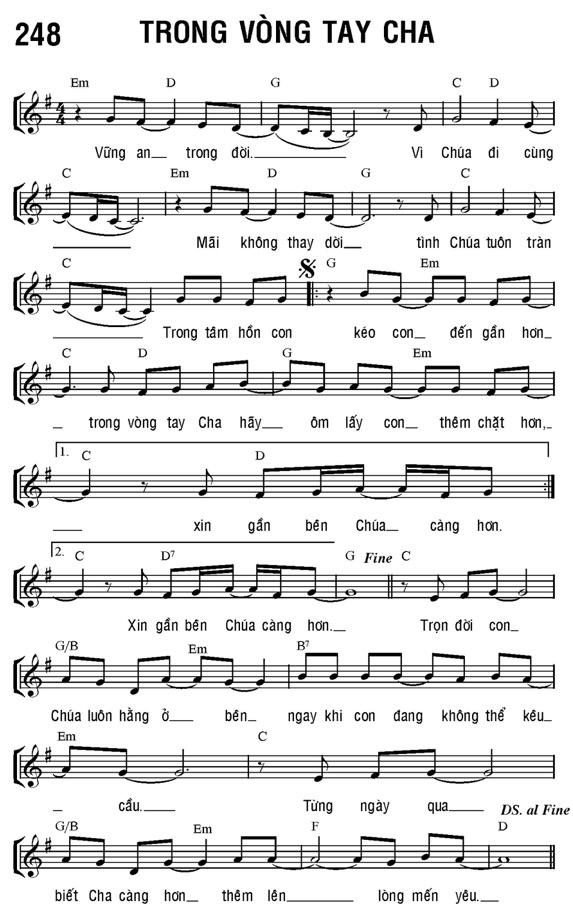 248 TRONG VÒNG TAY CHA
Em D G C D
4 4
Vững an trong đời. Vì Chúa đi cùng
C Em D G C
Mãi không thay dời tình Chúa tuôn tràn
C G Em
Trong tâm hồn con kéo con đến gần hơn
C D G Em
trong vòng tay Cha hãy ôm lấy con thêm chặt hơn,
1. C D
xin gần bên Chúa càng hơn.
2. C D7 G Fine C
Xin gần bên Chúa càng hơn. Trọn đời con
G/B Em B7
Chúa luôn hằng ở bên ngay khi con đang không thể kêu
Em C
cầu. Từng ngày qua DS. al Fine
G/B Em F D
biết Cha càng hơn thêm lên lòng mến yêu.